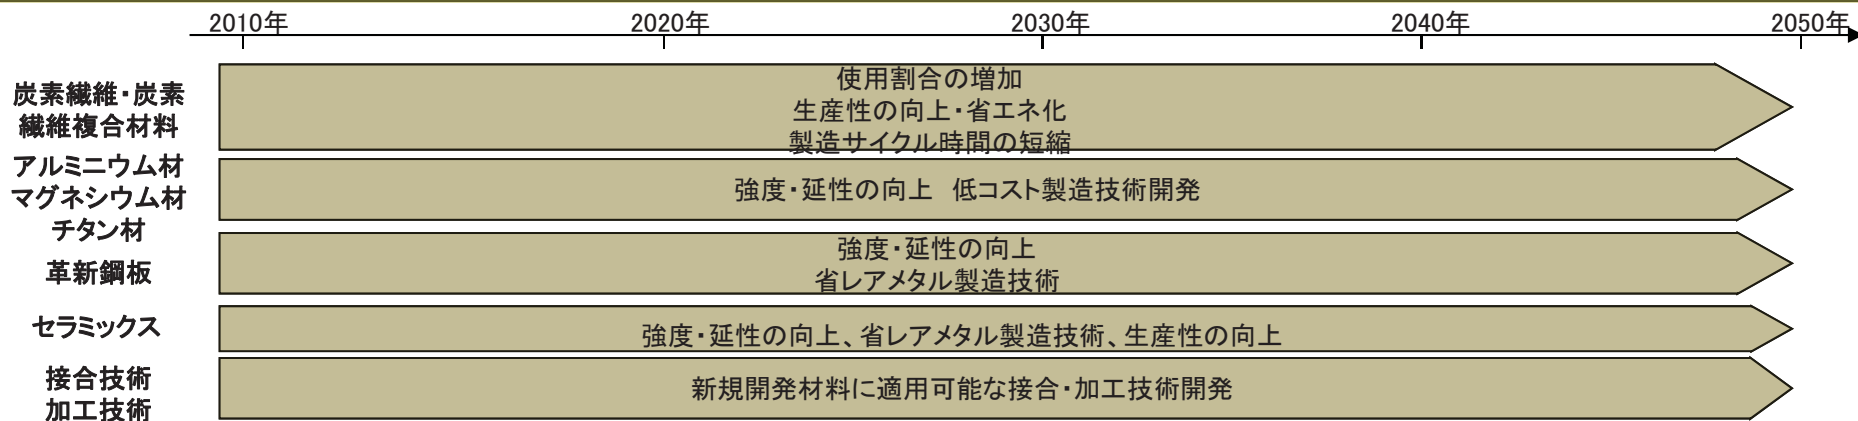 2010年
2020年
2030年
2040年
2050年
炭素繊維・炭素
繊維複合材料
使用割合の増加
生産性の向上・省エネ化
製造サイクル時間の短縮
アルミニウム材
マグネシウム材
チタン材
強度・延性の向上　低コスト製造技術開発
革新鋼板
強度・延性の向上
省レアメタル製造技術
セラミックス
強度・延性の向上、省レアメタル製造技術、生産性の向上
接合技術
加工技術
新規開発材料に適用可能な接合・加工技術開発